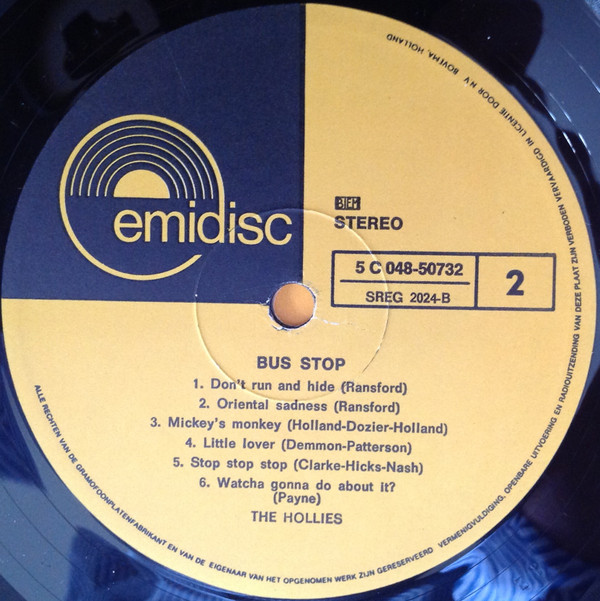 emidisc
BIEM
STEREO
5 C 048-50732
SREG 2024-B
2
BUS STOP
1. Don't run and hide (Ransford)
2. Oriental sadness (Ransford)
3. Mickey's monkey (Holland-Dozier-Holland)
4. Little lover (Demmon-Patterson)
5. Stop stop stop (Clarke-Hicks-Nash)
6. Watcha gonna do about it?
(Payne)
THE HOLLIES
ALLE RECHTEN VAN DE GRAMOFOONPLATENFABRIKANT EN VAN DE EIGENAAR VAN HET OPGENOMEN WERK ZIJN GERESERVEERD VERMENIGVULDIGING, OPENBARE UITVOERING EN RADIOUITZENDING VAN DEZE PLAAT ZIJN VERBODEN VERVAARDIGD IN LICENTIE DOOR N.V. BOVEMA, HOLLAND